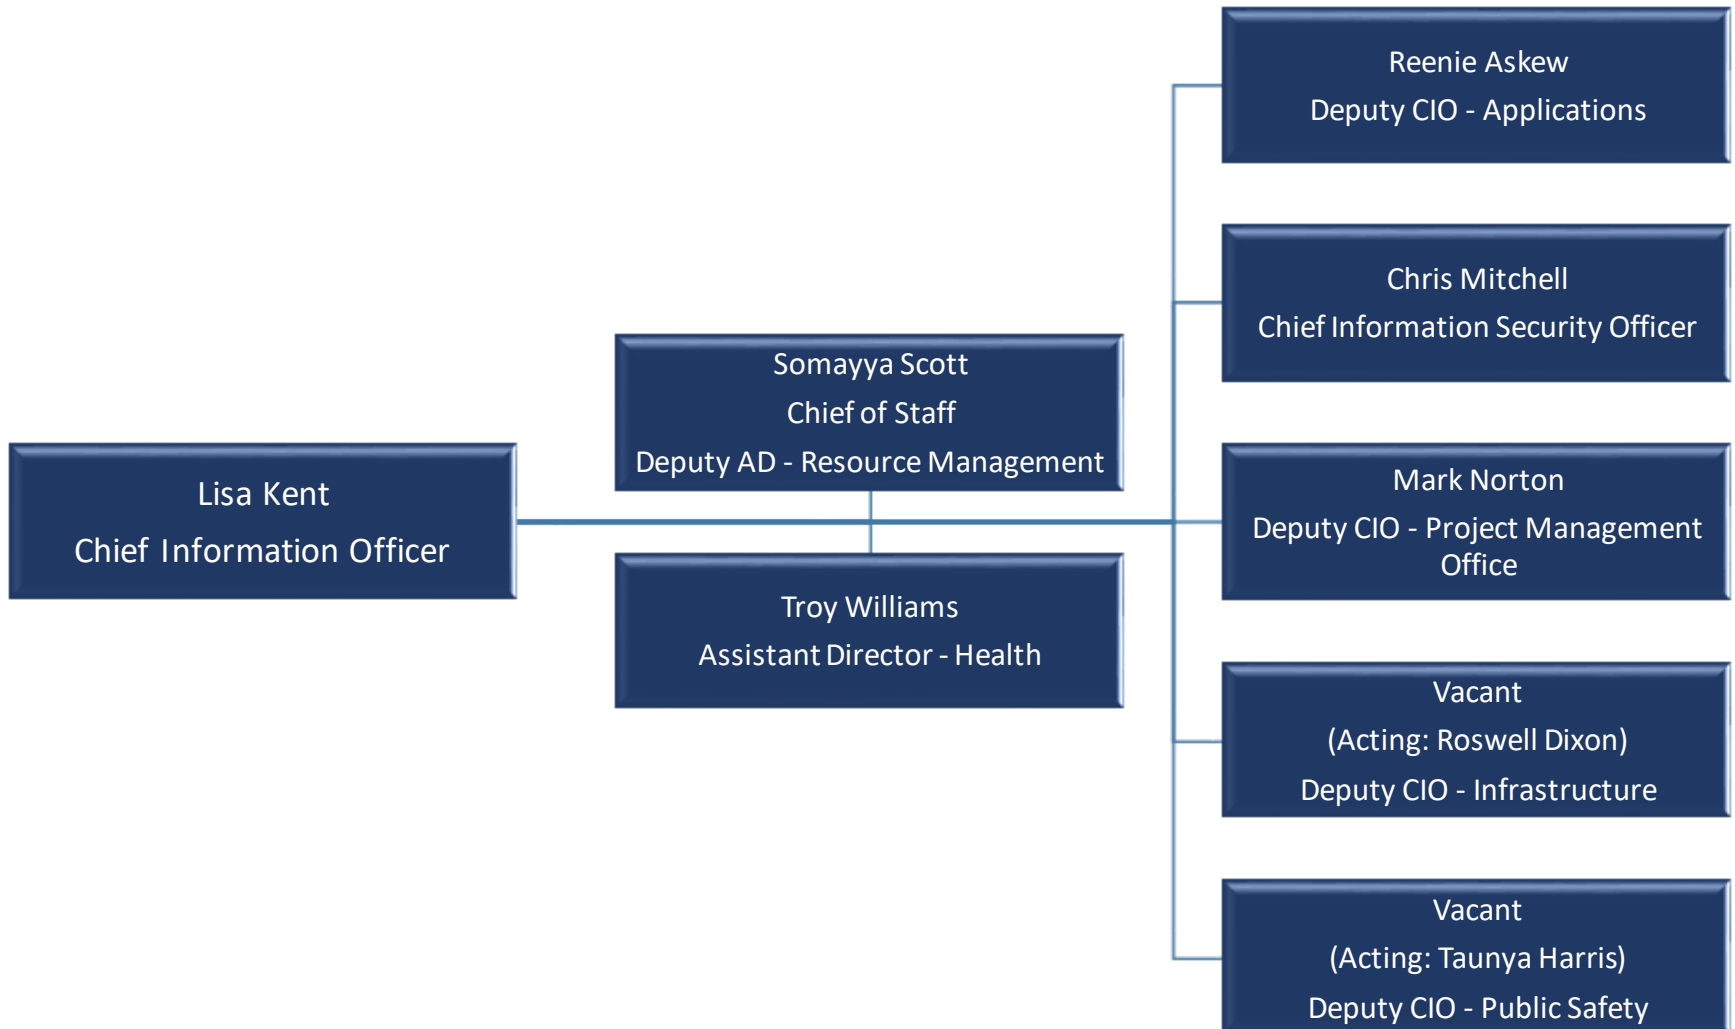 Lisa Kent
Chief Information Officer
Somayya Scott
Chief of Staff
Deputy AD - Resource Management
Troy Williams
Assistant Director - Health
Reenie Askew
Deputy CIO - Applications
Chris Mitchell
Chief Information Security Officer
Mark Norton
Deputy CIO - Project Management
Office
Vacant
(Acting: Roswell Dixon)
Deputy CIO - Infrastructure
Vacant
(Acting: Taunya Harris)
Deputy CIO - Public Safety